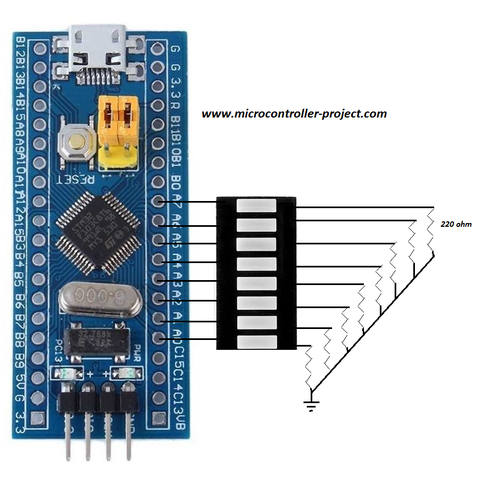 www.microcontroller-project.com
220 ohm
B12
B13
B14
B15
A8
A9
A10
A11
A12
A15
B3
B4
B5
B6
B7
B8
B9
5V
G
3.3
G
G
3.3
R
B11
B10
B1
B0
A7
A6
A5
A4
A3
A2
A1
A0
C15
C14
C13
VB
RESET
8.000
PC13
PWR